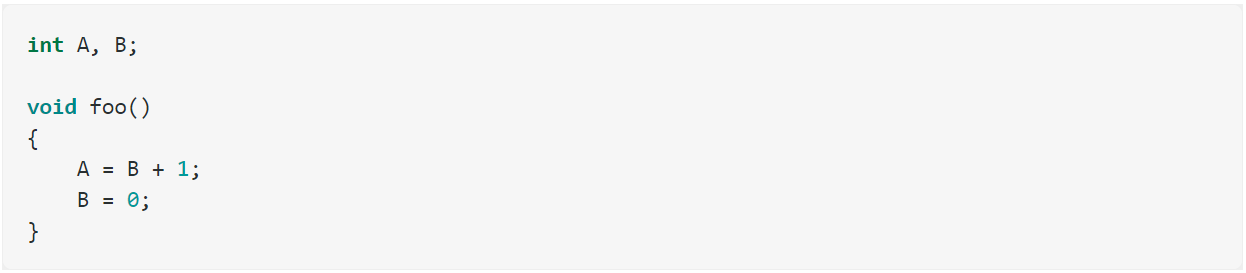 int A, B;
void foo()
{
    A = B + 1;
    B = 0;
}